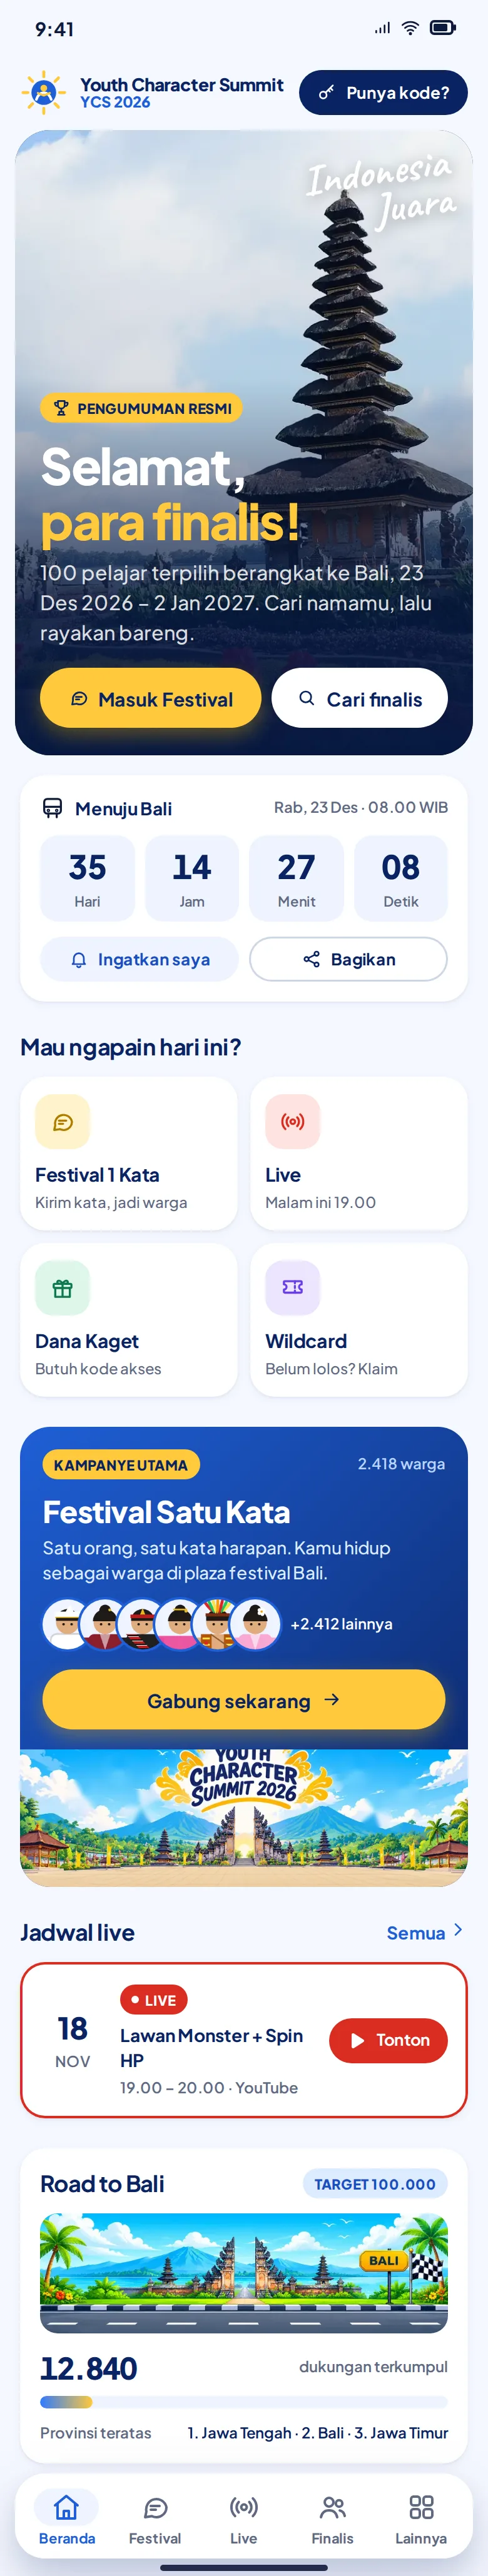 9:41
Youth Character Summit
YCS 2026
Punya kode?
Indonesia
Juara
PENGUMUMAN RESMI
Selamat,
para finalis!
100 pelajar terpilih berangkat ke Bali, 23
Des 2026 – 2 Jan 2027. Cari namamu, lalu
rayakan bareng.
Masuk Festival
Cari finalis
Menuju Bali
Rab, 23 Des · 08.00 WIB
35
14
27
08
Hari
Jam
Menit
Detik
Ingatkan saya
Bagikan
Mau ngapain hari ini?
Festival 1 Kata
Kirim kata, jadi warga
Live
Malam ini 19.00
Dana Kaget
Butuh kode akses
Wildcard
Belum lolos? Klaim
KAMPANYE UTAMA
2.418 warga
Festival Satu Kata
Satu orang, satu kata harapan. Kamu hidup
sebagai warga di plaza festival Bali.
+2.412 lainnya
Gabung sekarang →
YOUTH
CHARACTER
SUMMIT 2026
Jadwal live
Semua
18
NOV
LIVE
Lawan Monster + Spin
HP
19.00 – 20.00 · YouTube
Tonton
Road to Bali
TARGET 100.000
BALI
12.840
dukungan terkumpul
Provinsi teratas
1. Jawa Tengah · 2. Bali · 3. Jawa Timur
Beranda
Festival
Live
Finalis
Lainnya